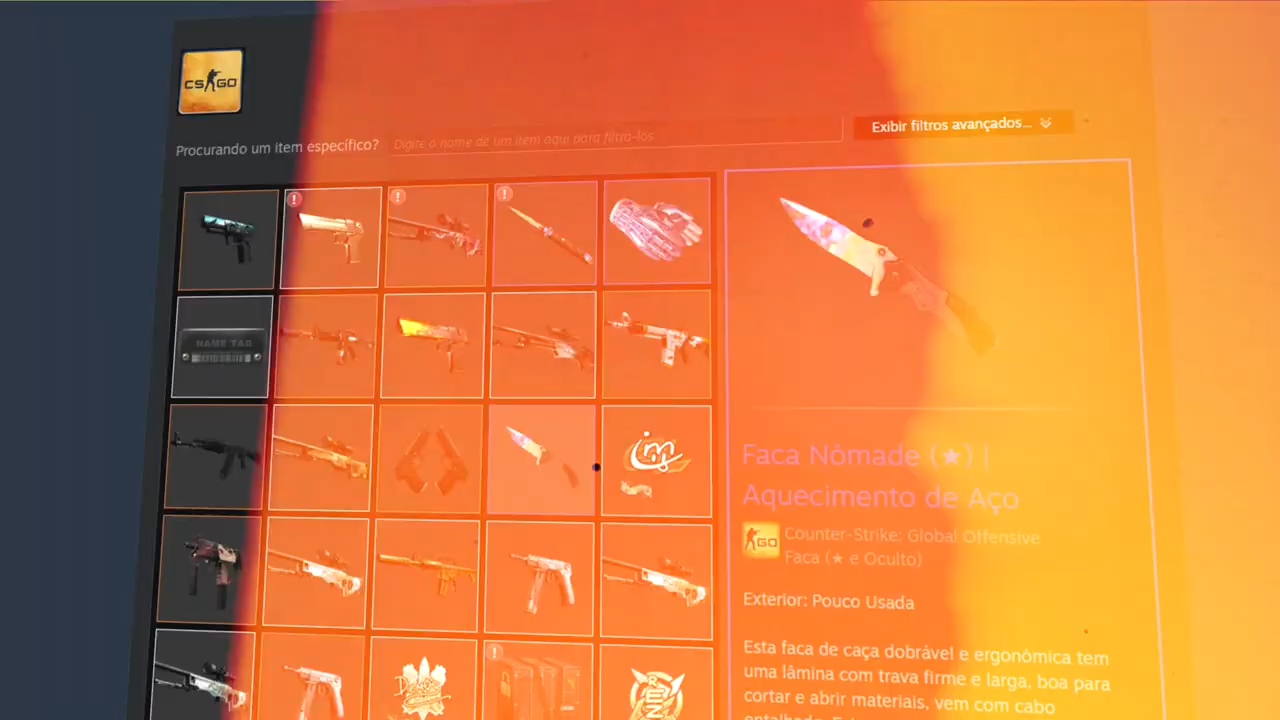 CS GO
Procurando um item específico?
Digite o nome de um item aqui para filtrá-los
Exibir filtros avançados...
NAME TAG
Faca Nômade (★) |
Aquecimento de Aço
GO
Counter-Strike: Global Offensive
Faca (★ e Oculto)
Exterior: Pouco Usada
Esta faca de caça dobrável e ergonômica tem
uma lâmina com trava firme e larga, boa para
cortar e abrir materiais, vem com cabo